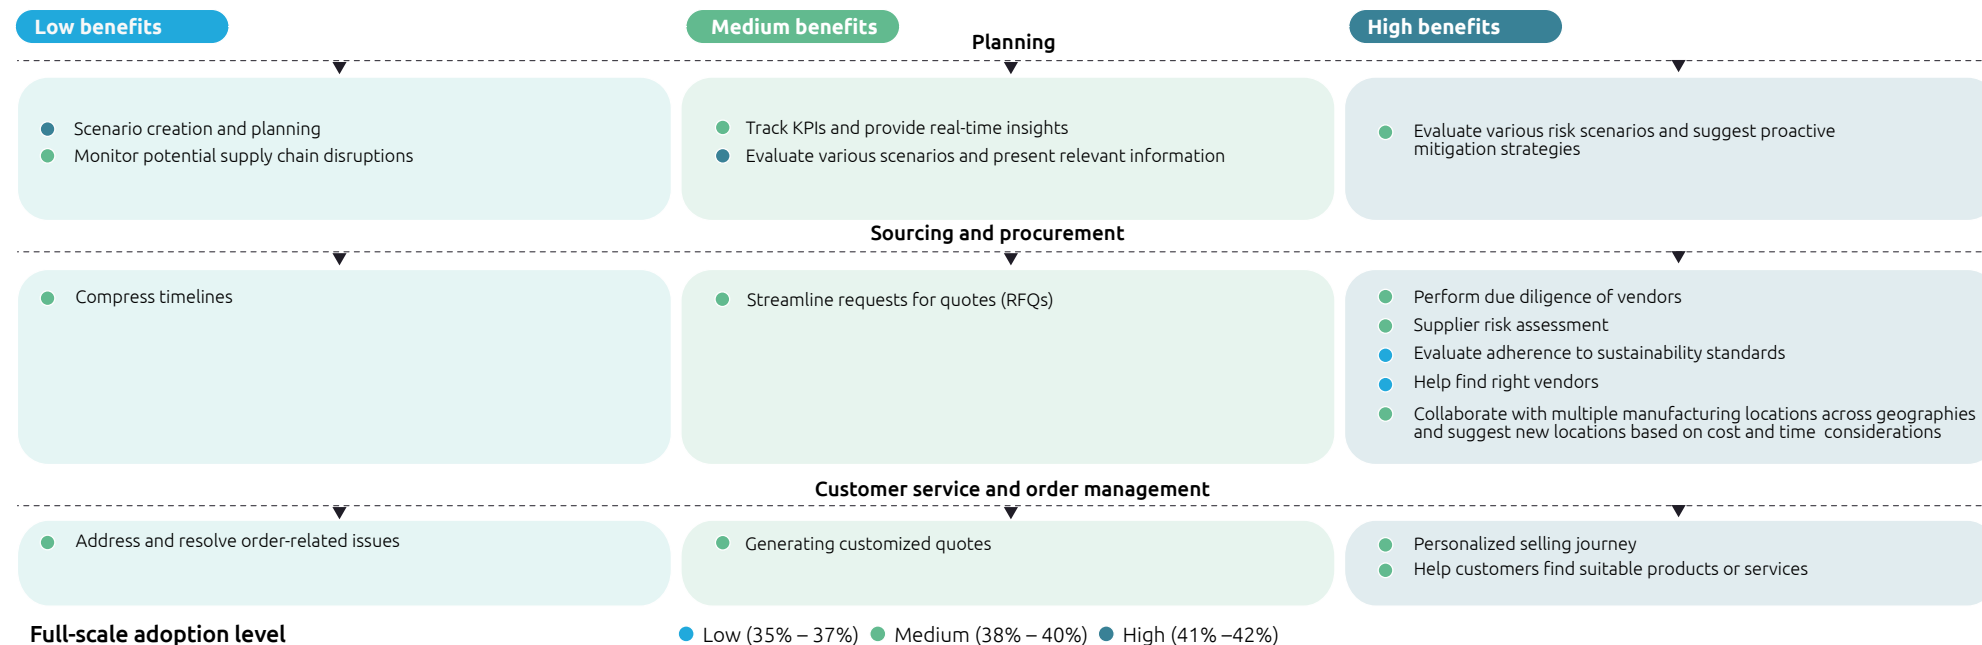 Low benefits
Medium benefits
High benefits
Planning
Scenario creation and planning
Monitor potential supply chain disruptions
Track KPIs and provide real-time insights
Evaluate various scenarios and present relevant information
Evaluate various risk scenarios and suggest proactive
mitigation strategies
Sourcing and procurement
Compress timelines
Streamline requests for quotes (RFQs)
Perform due diligence of vendors
Supplier risk assessment
Evaluate adherence to sustainability standards
Help find right vendors
Collaborate with multiple manufacturing locations across geographies
and suggest new locations based on cost and time considerations
Customer service and order management
Address and resolve order-related issues
Generating customized quotes
Personalized selling journey
Help customers find suitable products or services
Full-scale adoption level
Low (35% – 37%)
Medium (38% – 40%)
High (41% –42%)